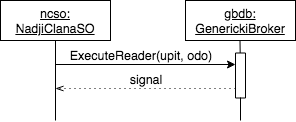 ncso:
NadjiClanaSO
gbdb:
GenerickiBroker
ExecuteReader(upit, odo)
signal